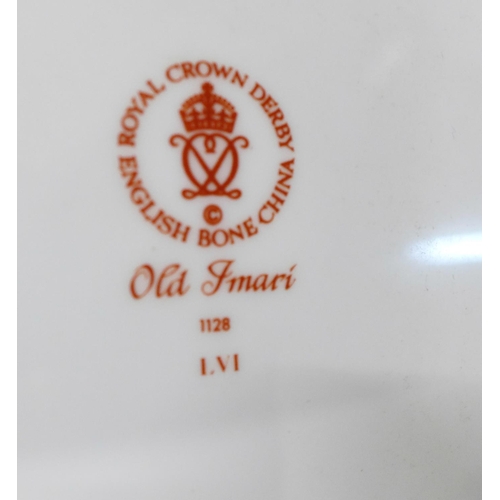 ROYAL CROWN DERBY
ENGLISH BONE CHINA
©
Old Imari
1128
LVI